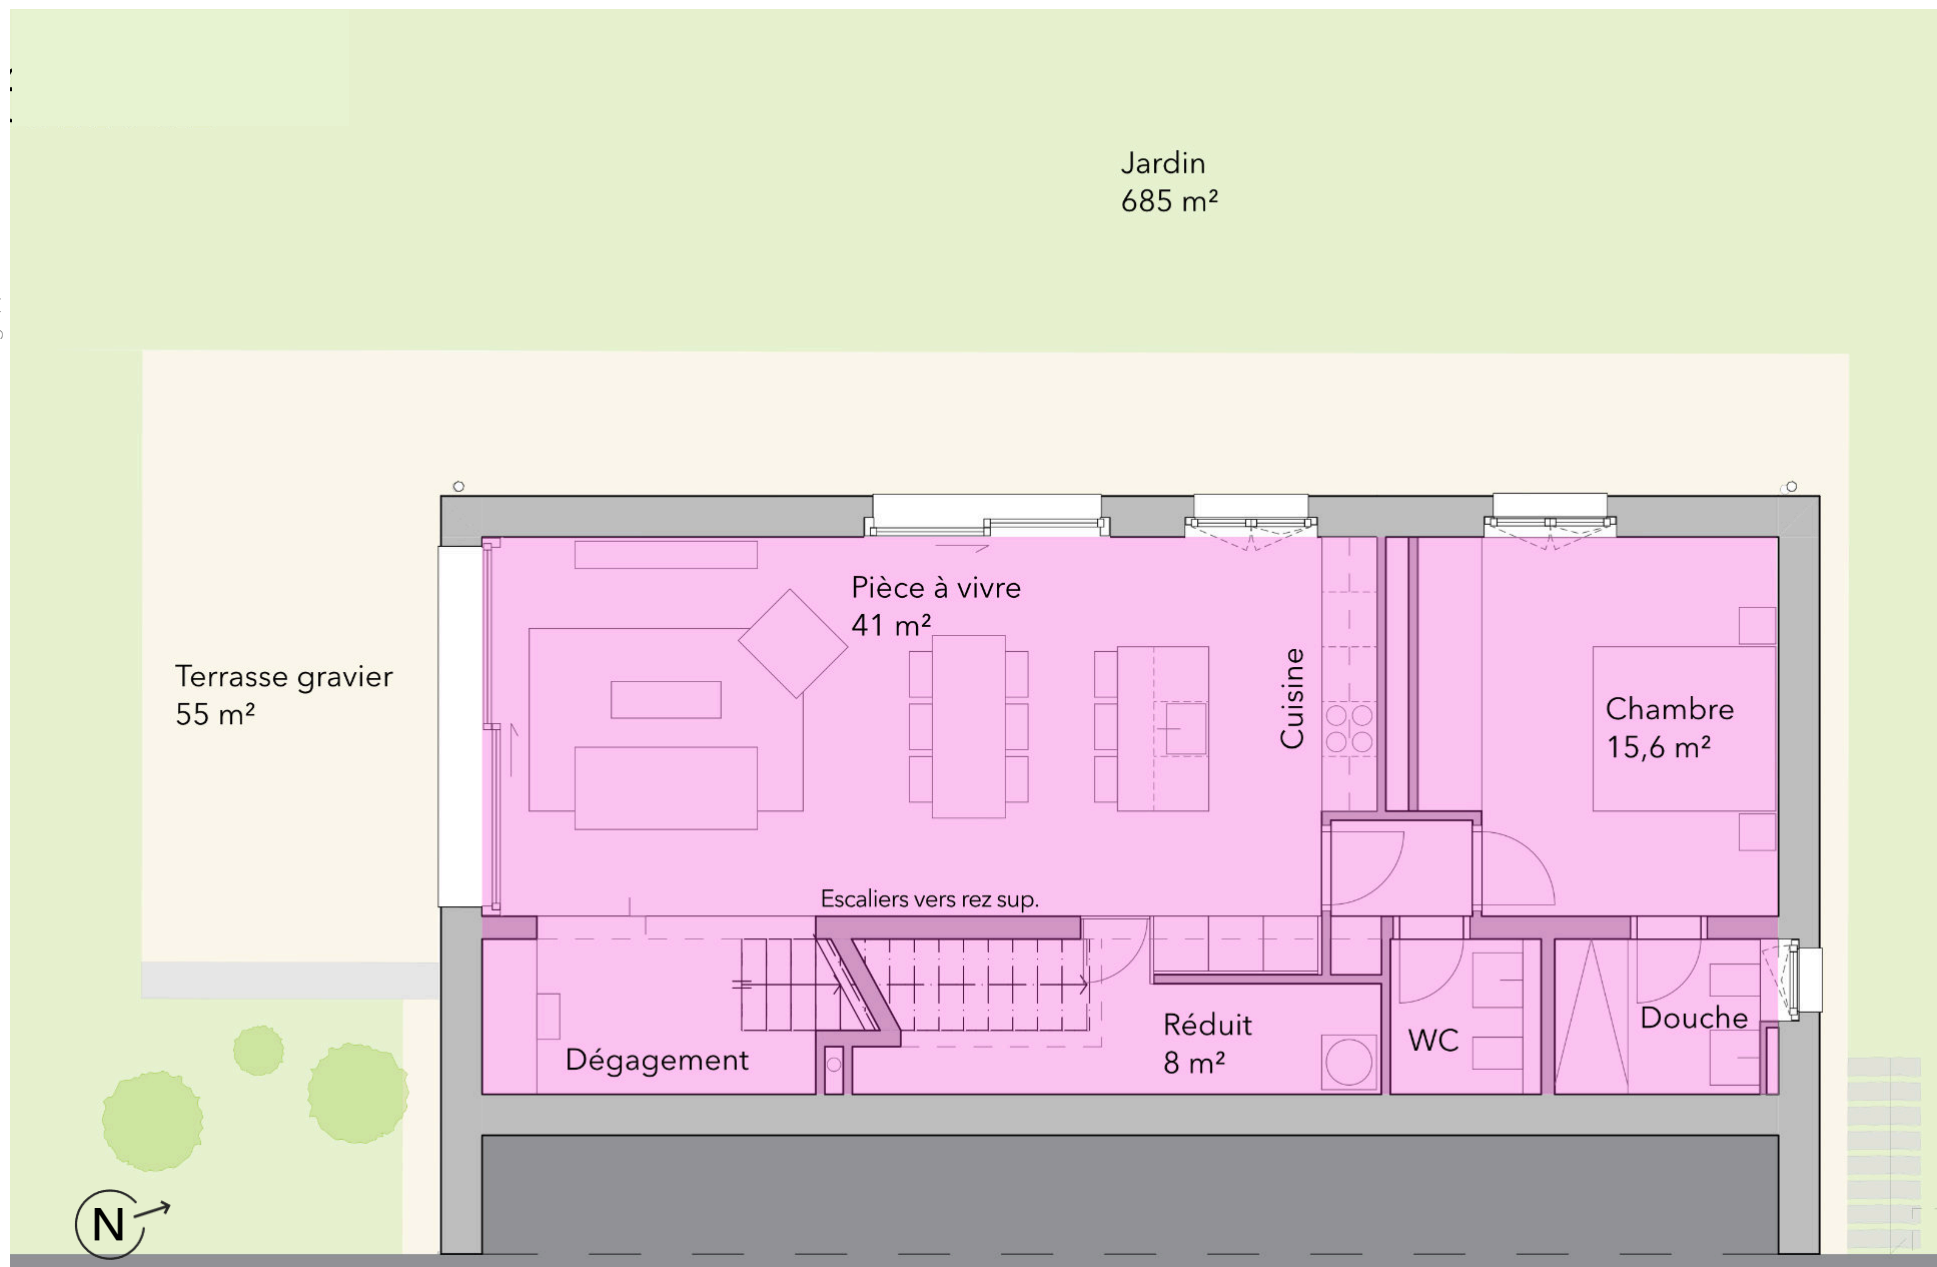 Jardin
685 m²
Pièce à vivre
41 m²
Cuisine
Terrasse gravier
55 m²
Chambre
15,6 m²
Escaliers vers rez sup.
Dégagement
Réduit
8 m²
WC
Douche
N